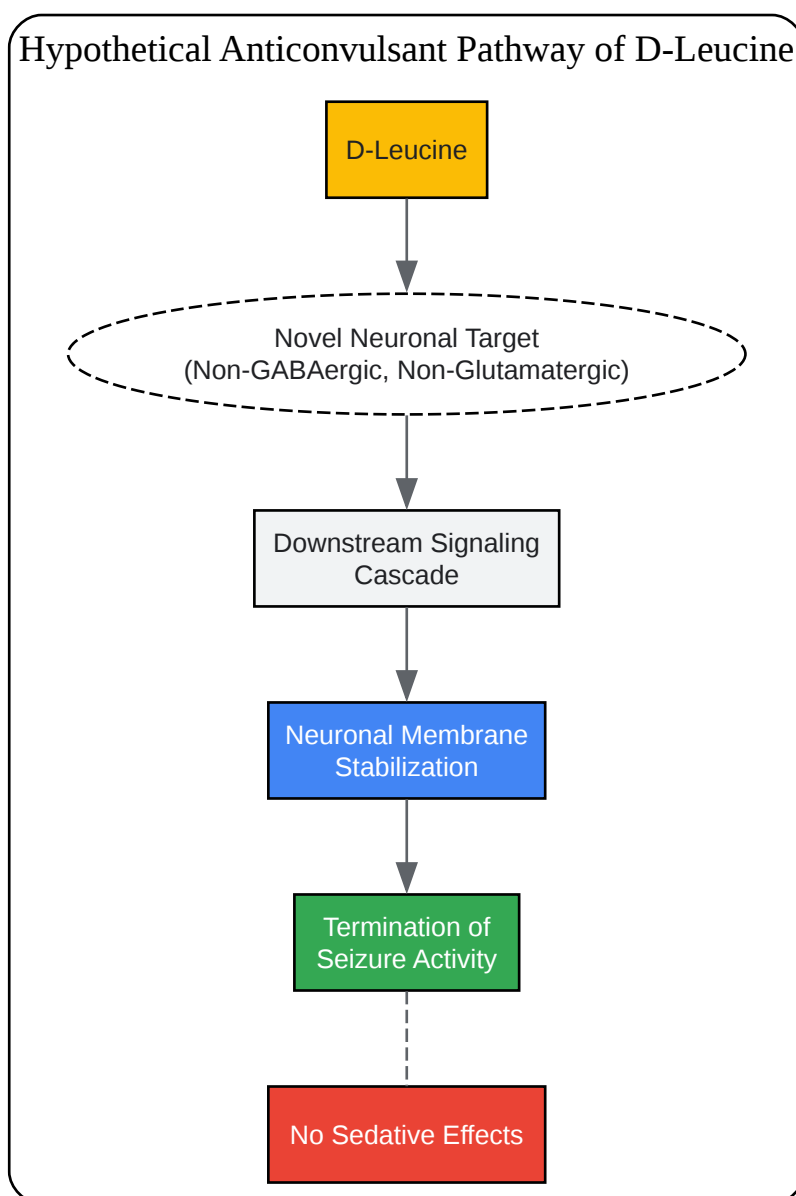 Hypothetical Anticonvulsant Pathway of D-Leucine
D-Leucine
Novel Neuronal Target
(Non-GABAergic, Non-Glutamatergic)
Downstream Signaling
Cascade
Neuronal Membrane
Stabilization
Termination of
Seizure Activity
No Sedative Effects